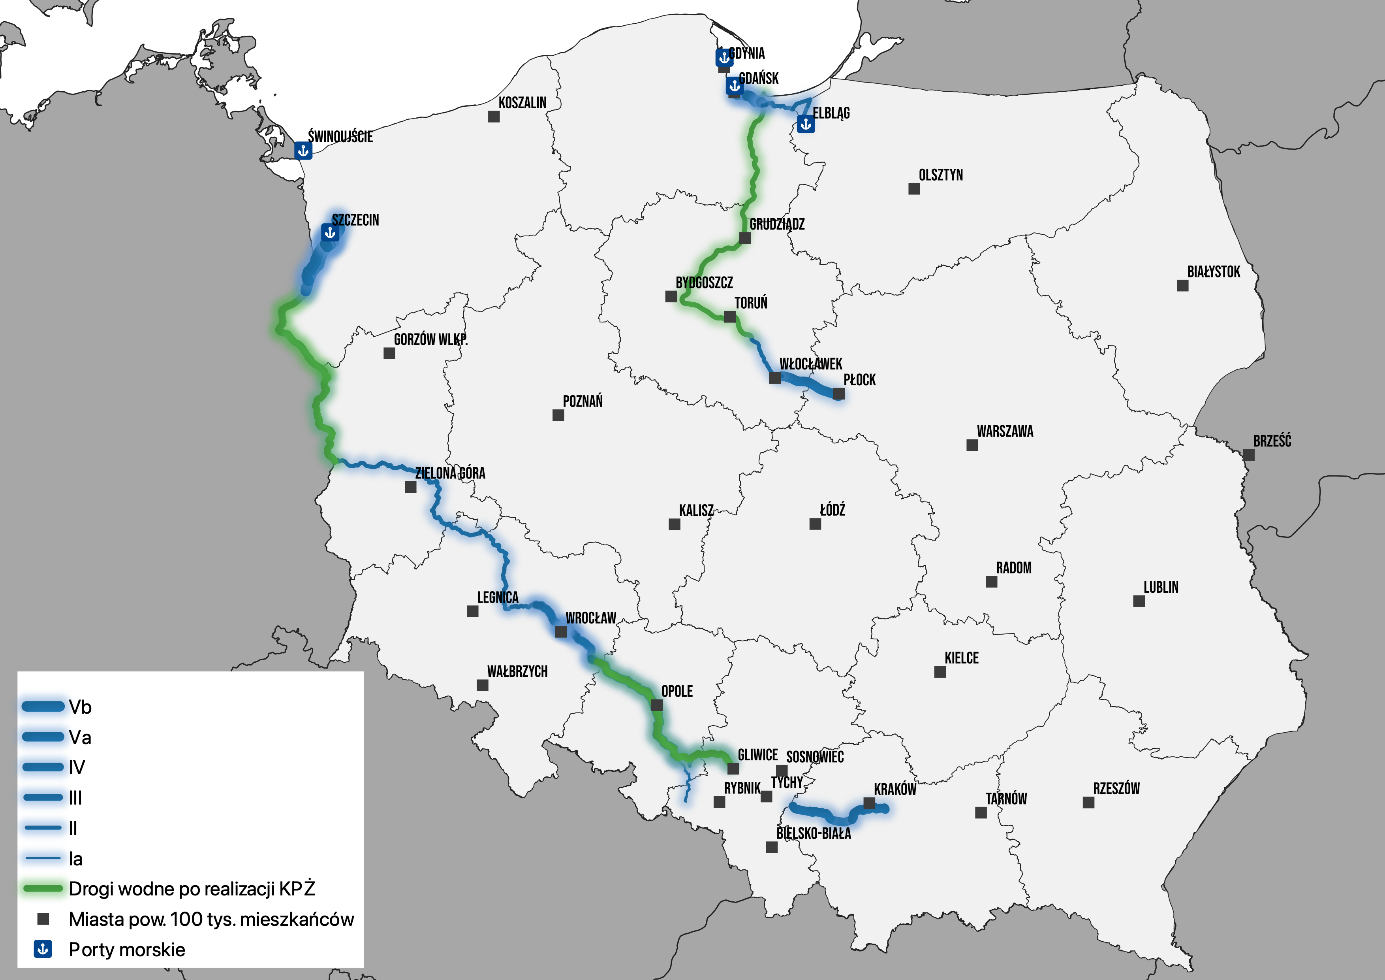 GDYNIA
GDAŃSK
KOSZALIN
ELBLĄG
ŚWINOUJŚCIE
OLSZTYN
SZCZECIN
GRUDZIĄDZ
BIAŁYSTOK
BYDGOSZCZ
TORUŃ
GORZÓW WLKP.
WŁOCŁAWEK
PŁOCK
POZNAŃ
WARSZAWA
BRZEŚĆ
ZIELONA GÓRA
KALISZ
ŁÓDŹ
RADOM
LUBLIN
LEGNICA
WROCŁAW
KIELCE
WAŁBRZYCH
OPOLE
GLIWICE
SOSNOWIEC
RYBNIK
TYCHY
KRAKÓW
TARNÓW
RZESZÓW
BIELSKO-BIAŁA
Vb
Va
IV
III
II
Ia
Drogi wodne po realizacji KPŻ
Miasta pow. 100 tys. mieszkańców
Porty morskie